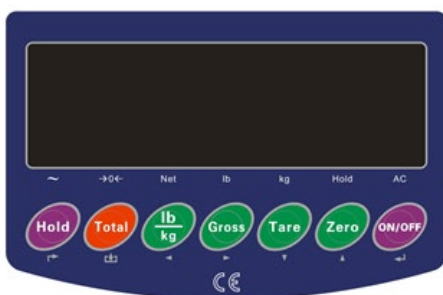 ~ →0← Net lb kg Hold AC
Hold Total lb/kg Gross Tare Zero ON/OFF
CE